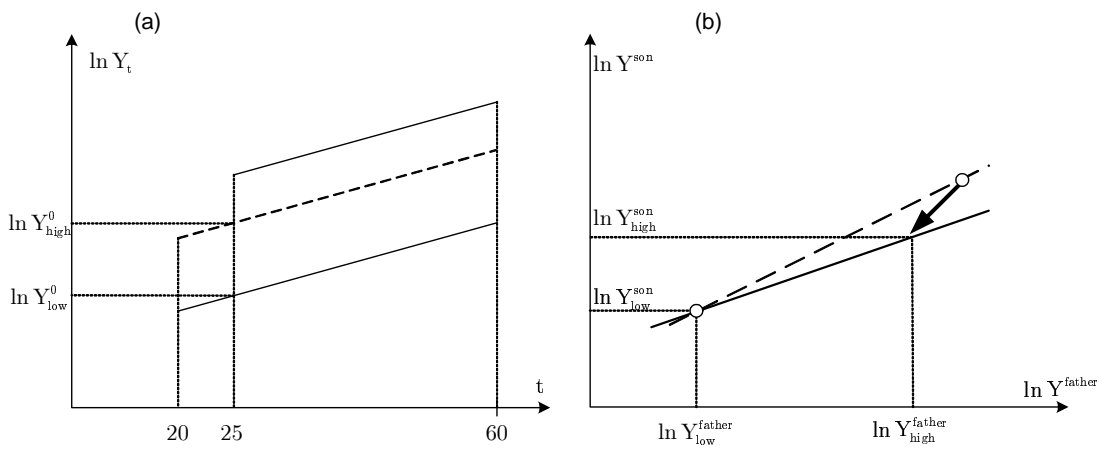 (a)
ln Y_t
ln Y^0_high
ln Y^0_low
t
20 25 60
(b)
ln Y^son
ln Y^son_high
ln Y^son_low
ln Y^father
ln Y^father_low
ln Y^father_high